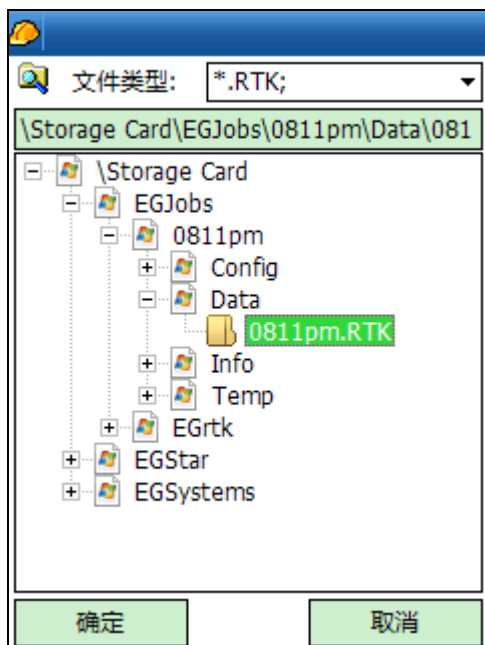 文件类型: *.RTK;
\Storage Card\EGJobs\0811pm\Data\081
\Storage Card
EGJobs
0811pm
Config
Data
0811pm.RTK
Info
Temp
EGrtk
EGStar
EGSystems
确定 取消